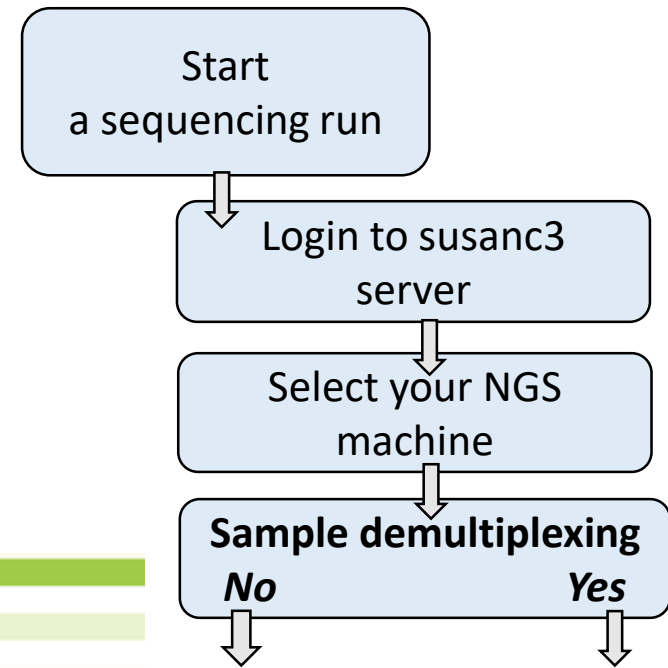 Start
a sequencing run
Login to susanc3
server
Select your NGS
machine
Sample demultiplexing
No Yes